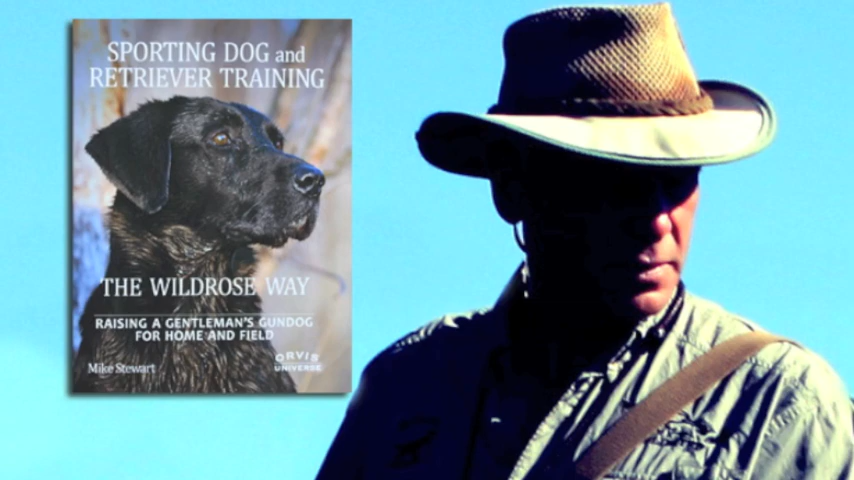 SPORTING DOG and
RETRIEVER TRAINING
THE WILDROSE WAY
RAISING A GENTLEMAN'S GUNDOG
FOR HOME AND FIELD
Mike Stewart
ORVIS
UNIVERSE